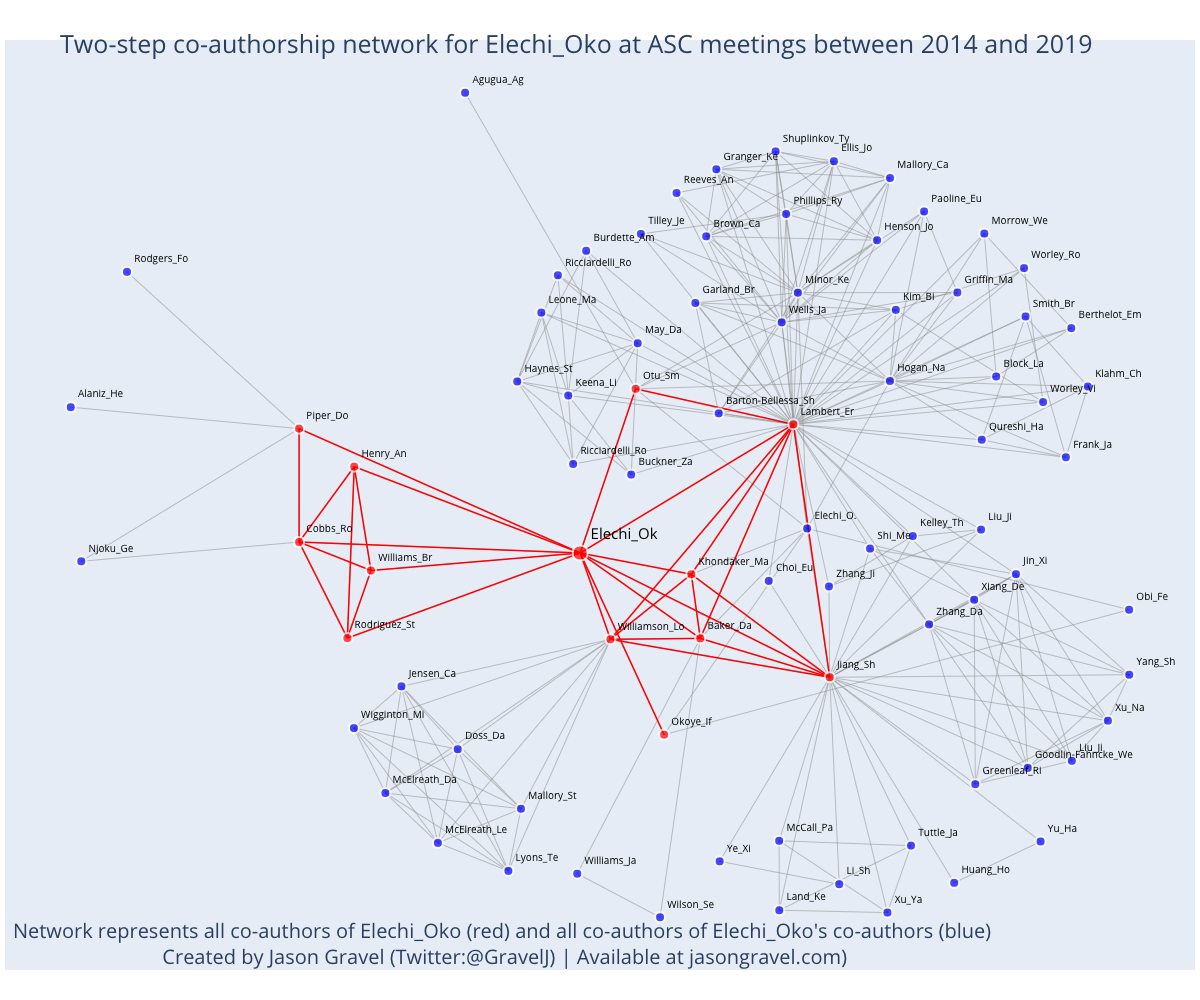 Two-step co-authorship network for Elechi_Oko at ASC meetings between 2014 and 2019
Agugua_Ag
Shuplinkov_Ty
Ellis_Jo
Granger_Ke
Mallory_Ca
Reeves_An
Phillips_Ry
Paoline_Eu
Tilley_Je
Brown_Ca
Henson_Jo
Morrow_We
Burdette_Am
Rodgers_Fo
Ricciardelli_Ro
Worley_Ro
Minor_Ke
Griffin_Ma
Garland_Br
Leone_Ma
Kim_Bi
Smith_Br
Wells_Ja
Berthelot_Em
May_Da
Haynes_St
Keena_Li
Otu_Sm
Hogan_Na
Block_La
Klahm_Ch
Alaniz_He
Worley_Vi
Barton-Bellessa_Sh
Lambert_Er
Piper_Do
Qureshi_Ha
Henry_An
Ricciardelli_Ro
Buckner_Za
Frank_Ja
Cobbs_Ro
Elechi_Ok
Elechi_O.
Kelley_Th
Liu_Ji
Shi_Me
Njoku_Ge
Williams_Br
Khondaker_Ma
Choi_Eu
Zhang_Ji
Jin_Xi
Xiang_De
Obi_Fe
Rodriguez_St
Williamson_Lo
Baker_Da
Zhang_Da
Jiang_Sh
Yang_Sh
Jensen_Ca
Wigginton_Mi
Okoye_If
Xu_Na
Doss_Da
Liu_Ji
Goodlin-Fahncke_We
McElreath_Da
Greenleaf_Ri
Mallory_St
McElreath_Le
McCall_Pa
Tuttle_Ja
Yu_Ha
Lyons_Te
Williams_Ja
Ye_Xi
Li_Sh
Huang_Ho
Land_Ke
Xu_Ya
Wilson_Se
Network represents all co-authors of Elechi_Oko (red) and all co-authors of Elechi_Oko's co-authors (blue)
Created by Jason Gravel (Twitter:@GravelJ) | Available at jasongravel.com)